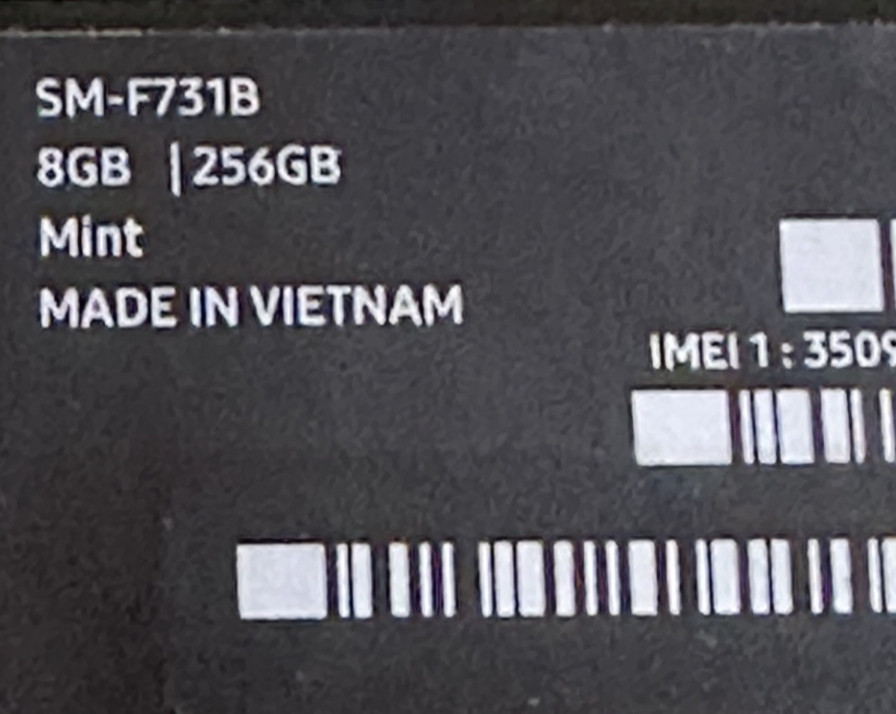 SM-F731B
8GB | 256GB
Mint
MADE IN VIETNAM
IMEI 1 : 3509